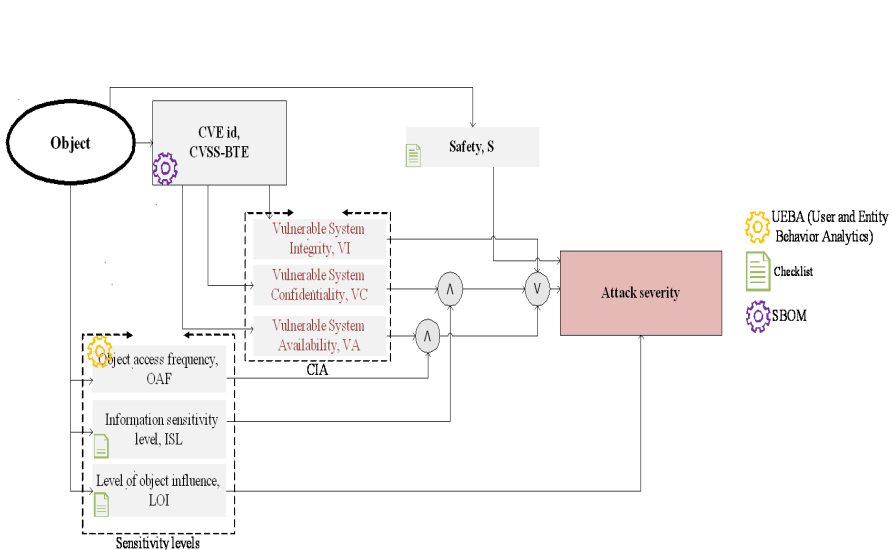 Object
CVE id,
CVSS-BTE
Safety, S
Vulnerable System
Integrity, VI
Vulnerable System
Confidentiality, VC
Vulnerable System
Availability, VA
CIA
Λ
Λ
V
Attack severity
Object access frequency,
OAF
Information sensitivity
level, ISL
Level of object influence,
LOI
Sensitivity levels
UEBA (User and Entity
Behavior Analytics)
Checklist
SBOM